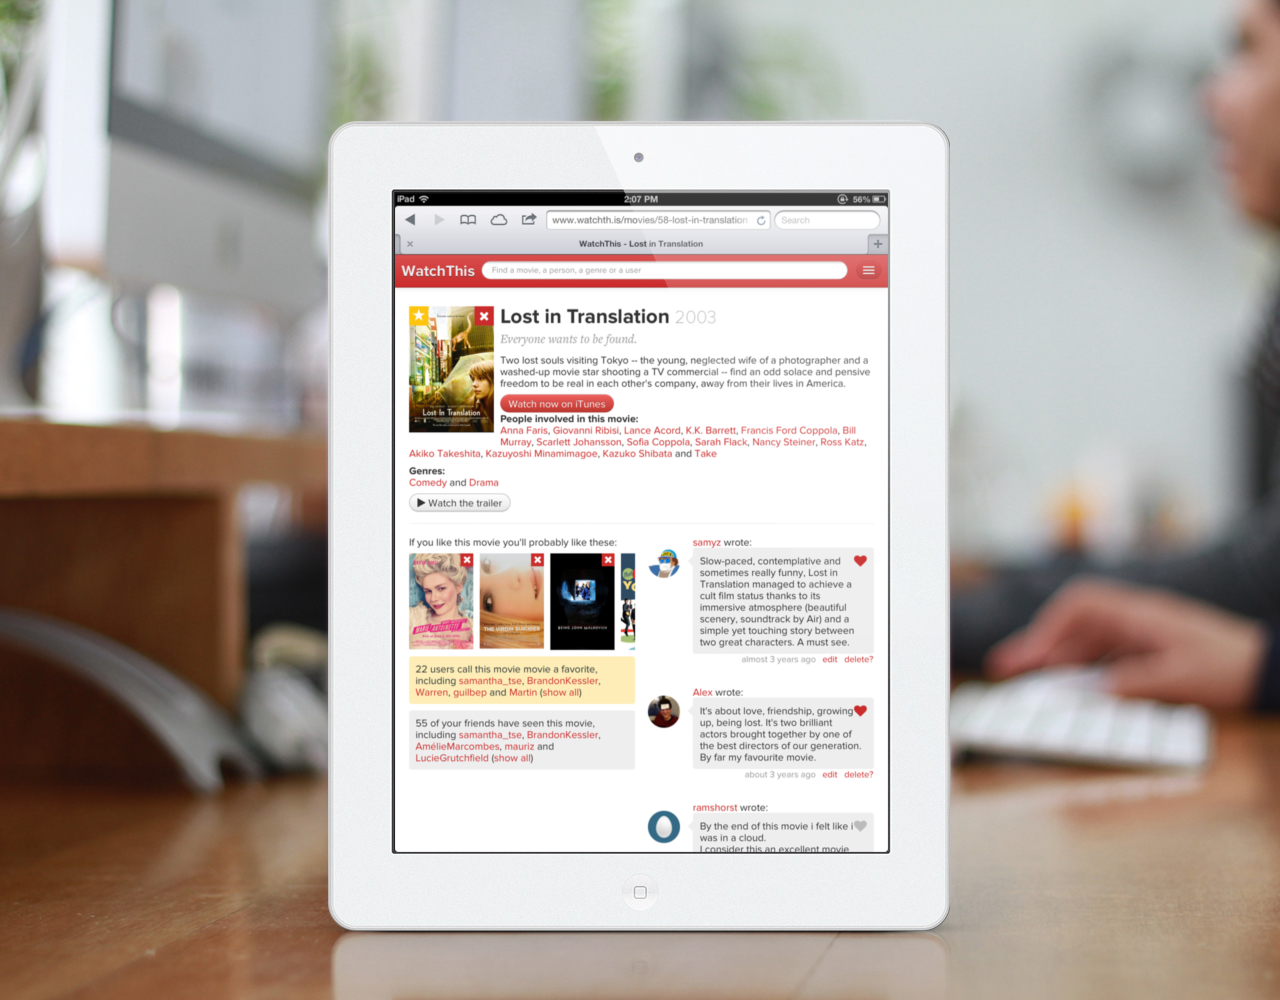 iPad 2:07 PM 56%
www.watchth.is/movies/58-lost-in-translation Search
WatchThis - Lost in Translation
WatchThis Find a movie, a person, a genre or a user
Lost in Translation 2003
Everyone wants to be found.
Two lost souls visiting Tokyo -- the young, neglected wife of a photographer and a
washed-up movie star shooting a TV commercial -- find an odd solace and pensive
freedom to be real in each other's company, away from their lives in America.
Lost In Translation
Watch now on iTunes
People involved in this movie:
Anna Faris, Giovanni Ribisi, Lance Acord, K.K. Barrett, Francis Ford Coppola, Bill
Murray, Scarlett Johansson, Sofia Coppola, Sarah Flack, Nancy Steiner, Ross Katz,
Akiko Takeshita, Kazuyoshi Minamimagoe, Kazuko Shibata and Take
Genres:
Comedy and Drama
Watch the trailer
If you like this movie you'll probably like these:
MARIE ANTOINETTE
THE VIRGIN SUICIDES
BEING JOHN MALKOVICH
22 users call this movie movie a favorite,
including samantha_tse, BrandonKessler,
Warren, guilbep and Martin (show all)
55 of your friends have seen this movie,
including samantha_tse, BrandonKessler,
AmélieMarcombes, mauriz and
LucieGrutchfield (show all)
samyz wrote:
Slow-paced, contemplative and
sometimes really funny, Lost in
Translation managed to achieve a
cult film status thanks to its
immersive atmosphere (beautiful
scenery, soundtrack by Air) and a
simple yet touching story between
two great characters. A must see.
almost 3 years ago edit delete?
Alex wrote:
It's about love, friendship, growing
up, being lost. It's two brilliant
actors brought together by one of
the best directors of our generation.
By far my favourite movie.
about 3 years ago edit delete?
ramshorst wrote:
By the end of this movie i felt like i
was in a cloud.
I consider this an excellent movie